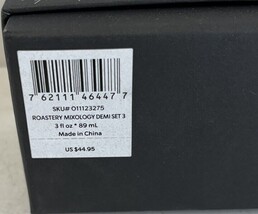 7 62111 46447 7
SKU# 011123275
ROASTERY MIXOLOGY DEMI SET 3
3 fl oz * 89 mL
Made in China
US $44.95